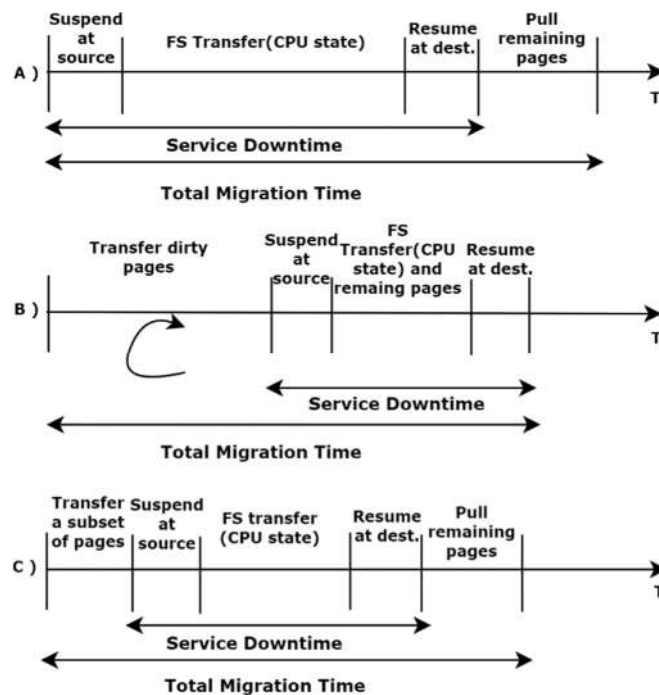 Suspend
at
source
FS Transfer(CPU state)
Resume
at dest.
Pull
remaining
pages
A )
T
Service Downtime
Total Migration Time
Transfer dirty
pages
Suspend
at
source
FS
Transfer(CPU
state) and
remaing pages
Resume
at dest.
B )
T
Service Downtime
Total Migration Time
Transfer
a subset
of pages
Suspend
at
source
FS transfer
(CPU state)
Resume
at dest.
Pull
remaining
pages
C )
T
Service Downtime
Total Migration Time